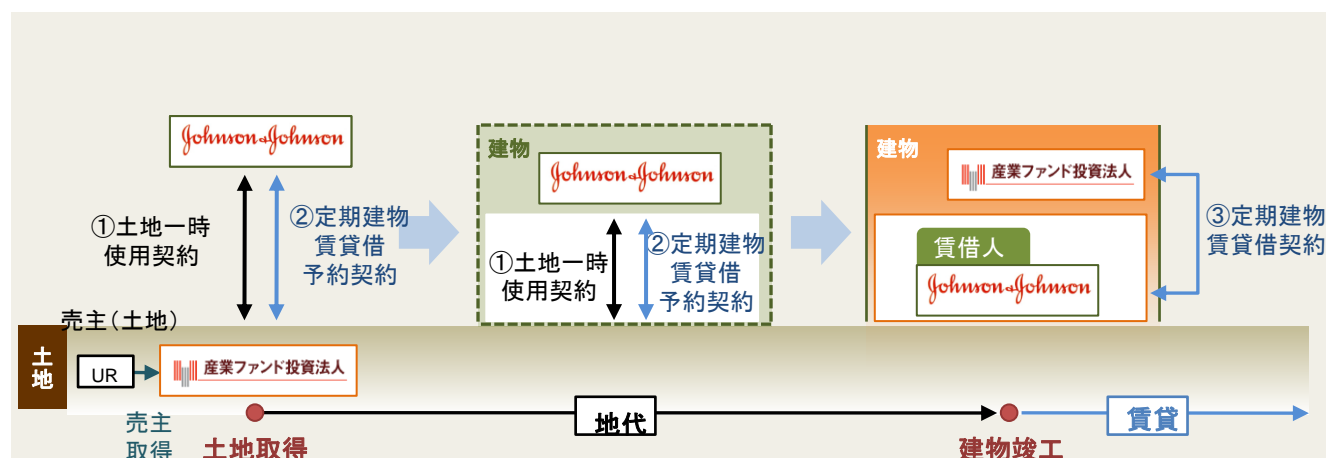 Johnson & Johnson
①土地一時
使用契約
②定期建物
賃貸借
予約契約
建物
Johnson & Johnson
①土地一時
使用契約
②定期建物
賃貸借
予約契約
建物
産業ファンド投資法人
賃借人
Johnson & Johnson
③定期建物
賃貸借契約
売主(土地)
土地
UR
産業ファンド投資法人
売主
取得
土地取得
地代
建物竣工
賃貸